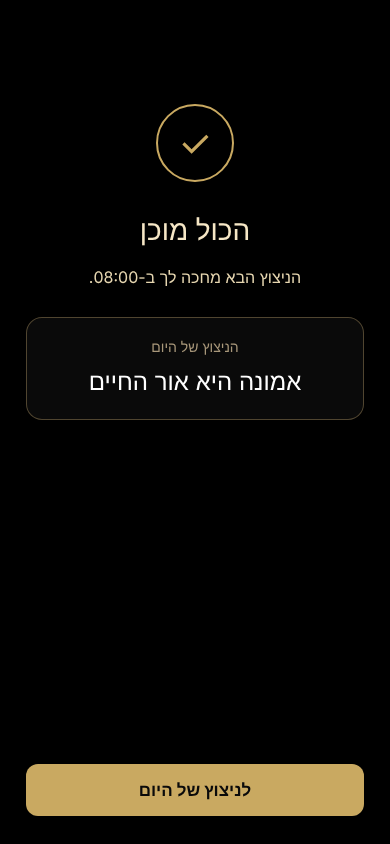 הכול מוכן
הניצוץ הבא מחכה לך ב-08:00.
הניצוץ של היום
אמונה היא אור החיים
לניצוץ של היום